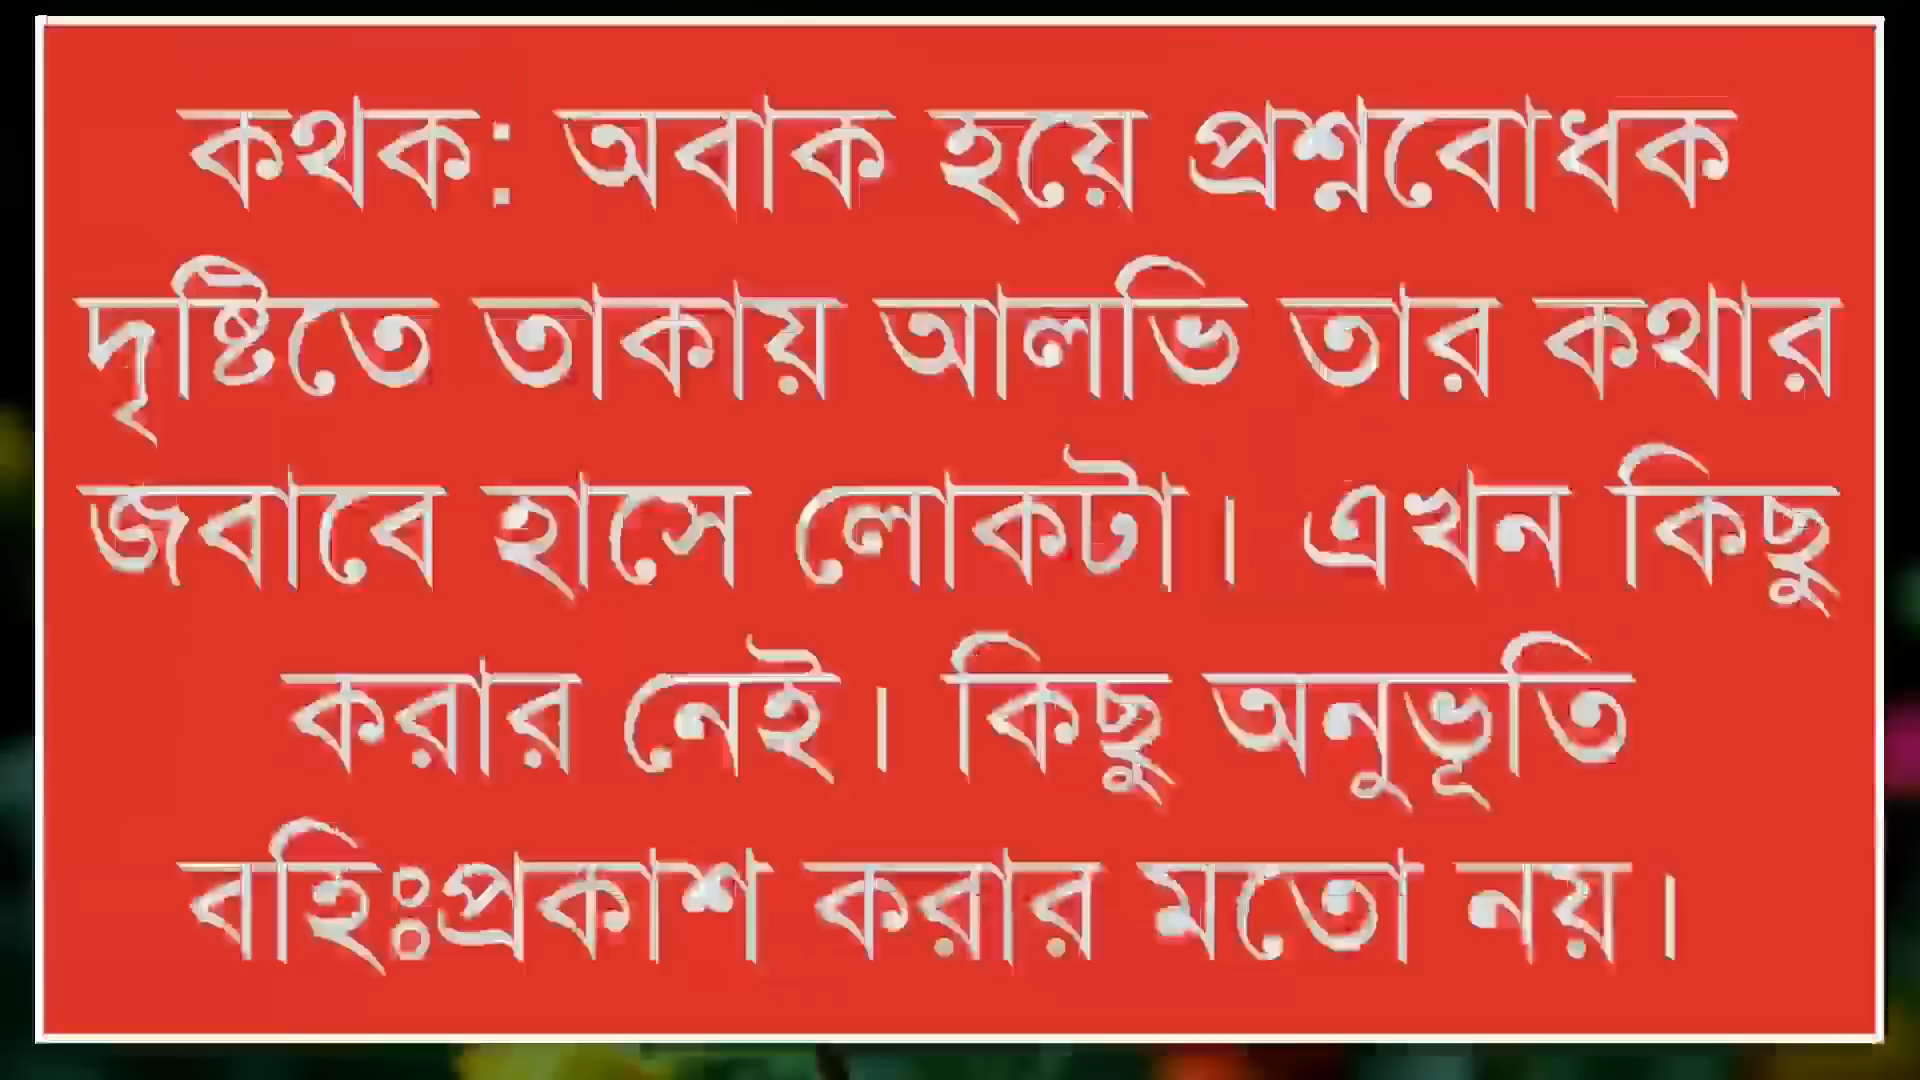 কথক: অবাক হয়ে প্রশ্নবোধক
দৃষ্টিতে তাকায় আলভি তার কথার
জবাবে হাসে লোকটা। এখন কিছু
করার নেই। কিছু অনুভূতি
বহিঃপ্রকাশ করার মতো নয়।